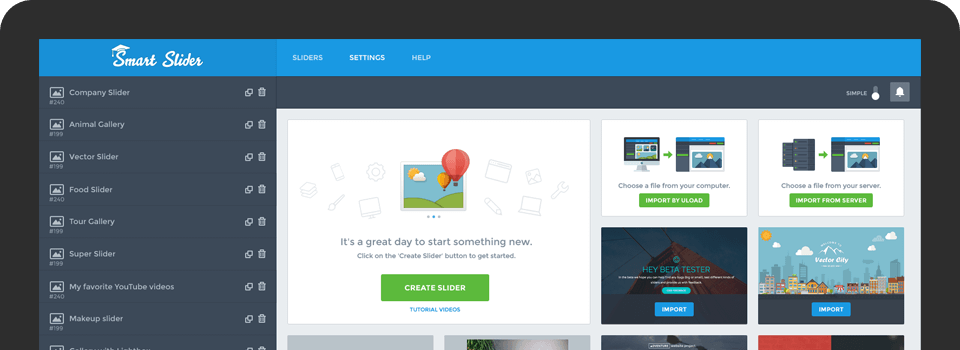 Smart Slider
SLIDERS
SETTINGS
HELP
Company Slider
#240
Animal Gallery
#199
Vector Slider
#199
Food Slider
#240
Tour Gallery
#199
Super Slider
#199
My favorite YouTube videos
#240
Makeup slider
#199
SIMPLE
It's a great day to start something new.
Click on the 'Create Slider' button to get started.
CREATE SLIDER
TUTORIAL VIDEOS
Choose a file from your computer.
IMPORT BY ULOAD
Choose a file from your server.
IMPORT FROM SERVER
HEY BETA TESTER
IMPORT
WELCOME TO
Vector City
IMPORT